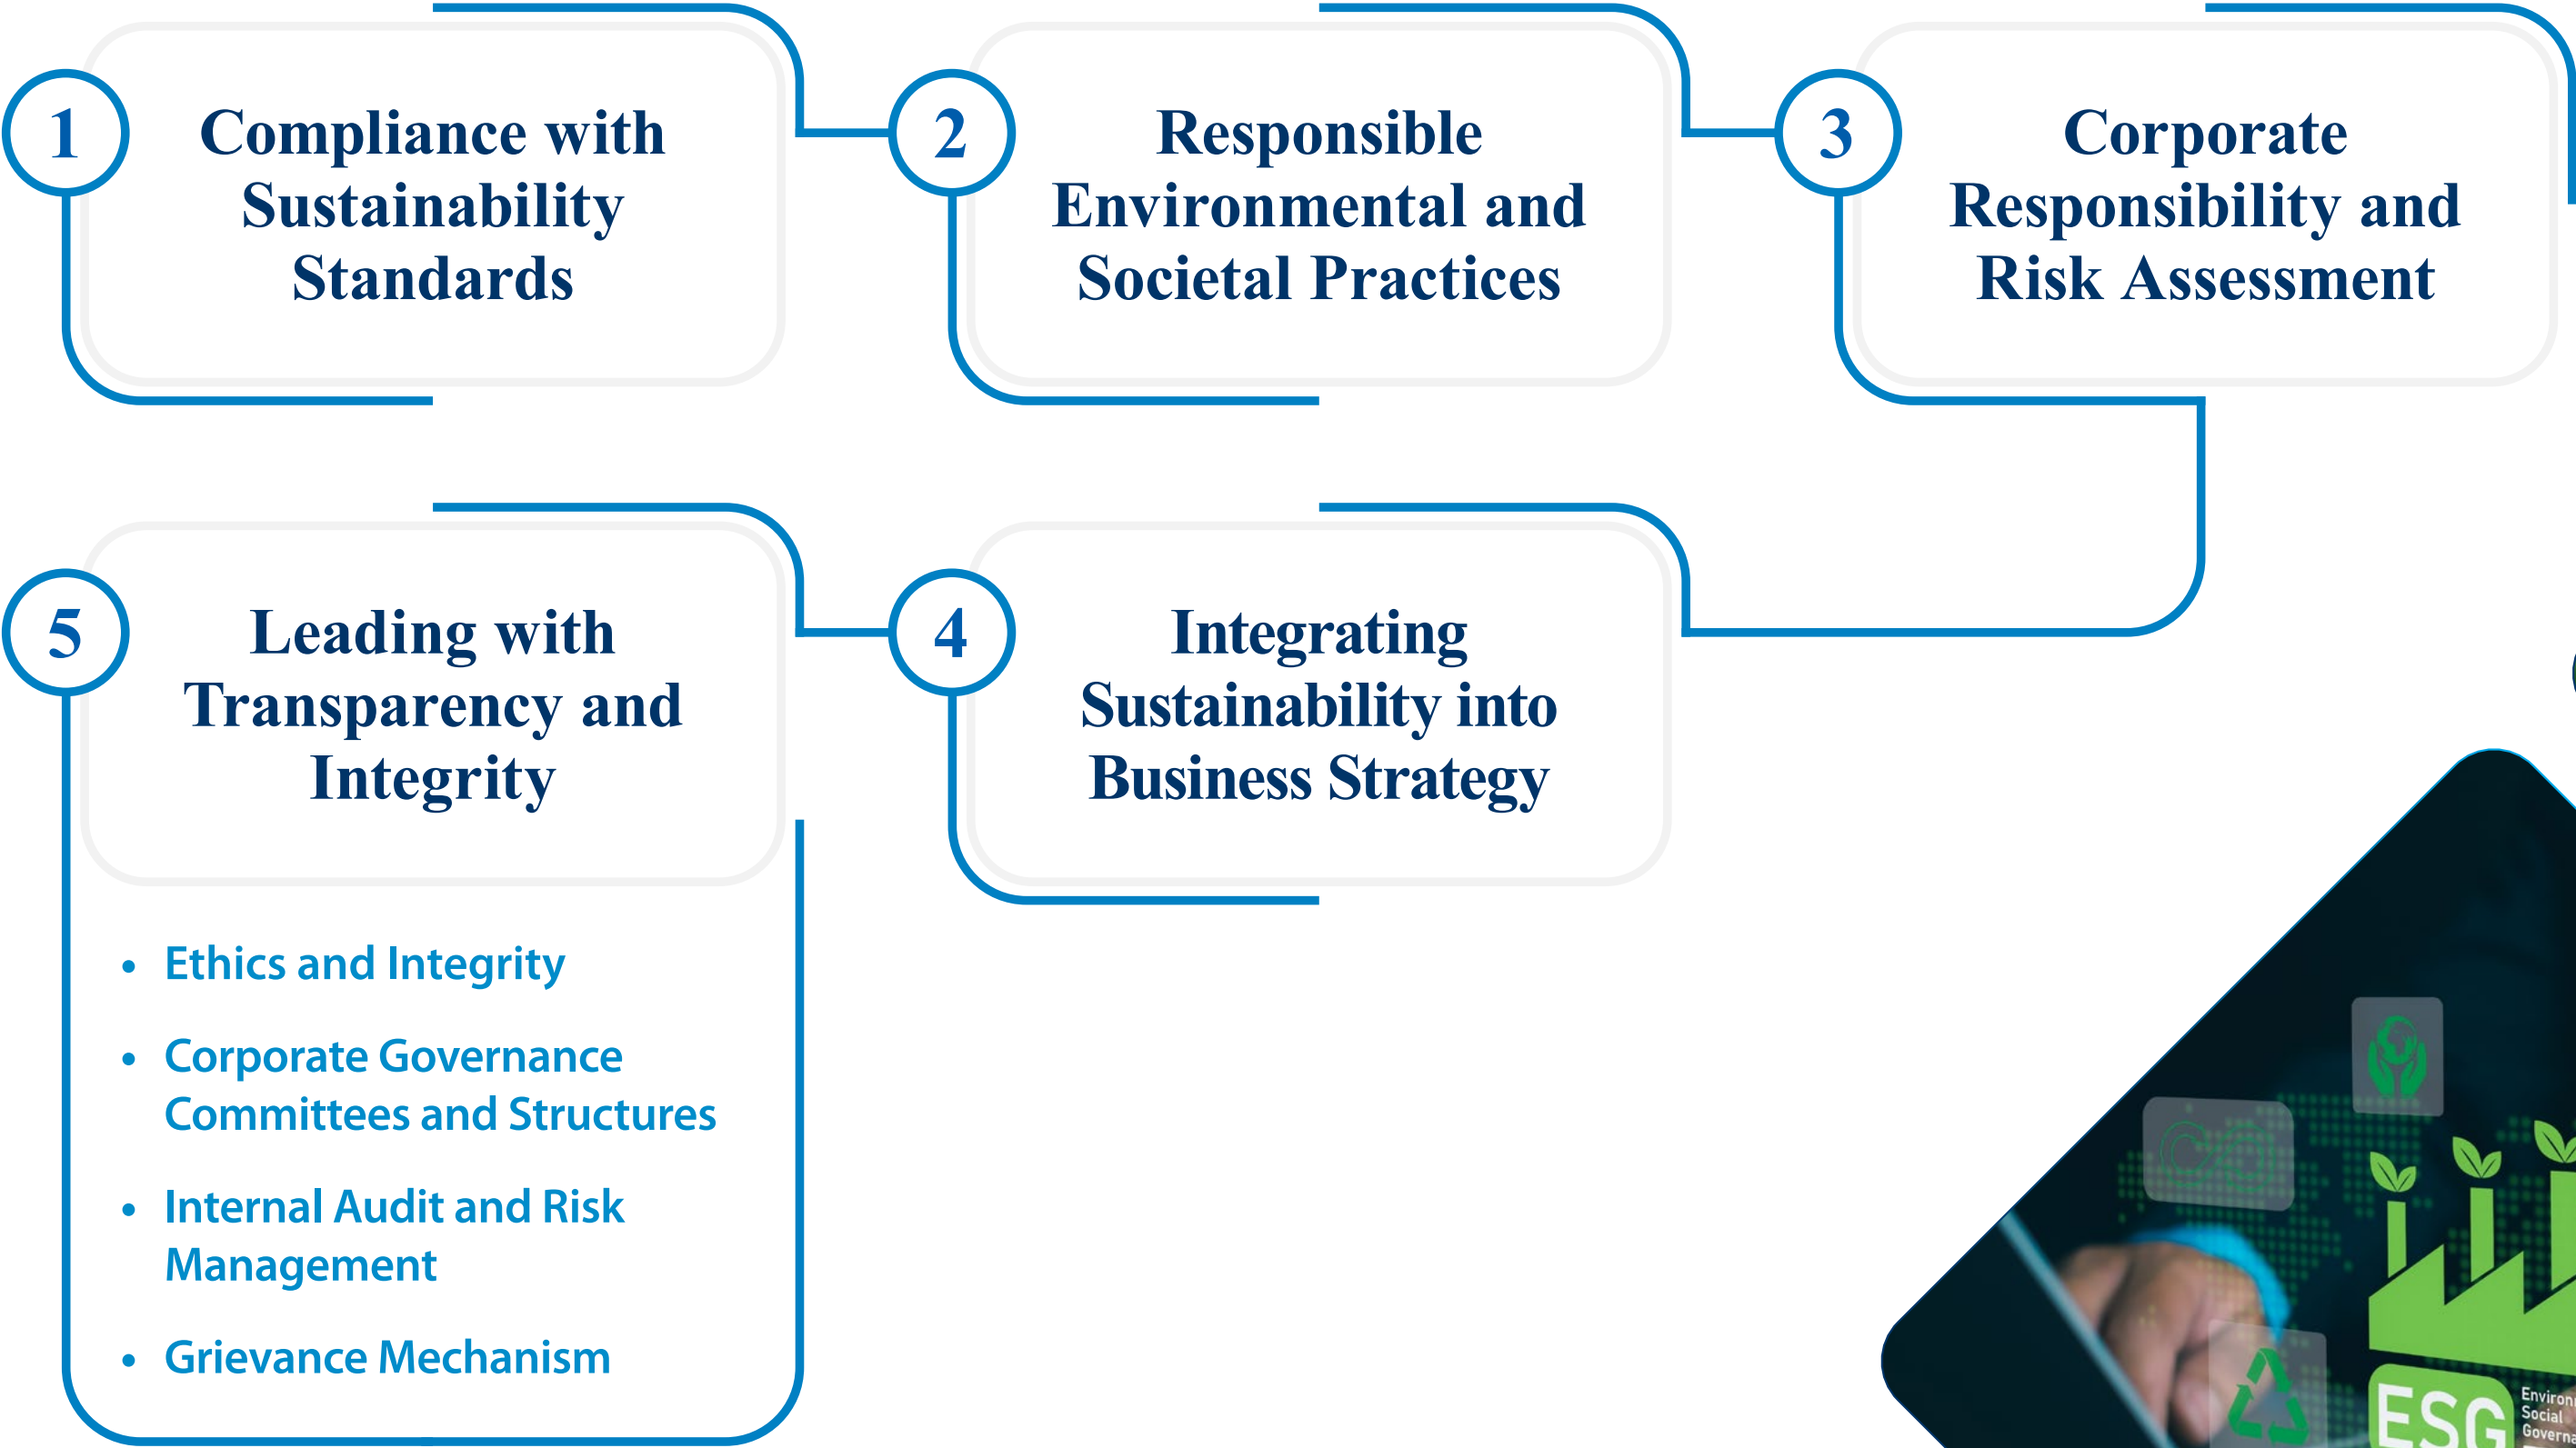 1
Compliance with
Sustainability
Standards
2
Responsible
Environmental and
Societal Practices
3
Corporate
Responsibility and
Risk Assessment
4
Integrating
Sustainability into
Business Strategy
5
Leading with
Transparency and
Integrity
• Ethics and Integrity
• Corporate Governance
Committees and Structures
• Internal Audit and Risk
Management
• Grievance Mechanism
ESG
Social